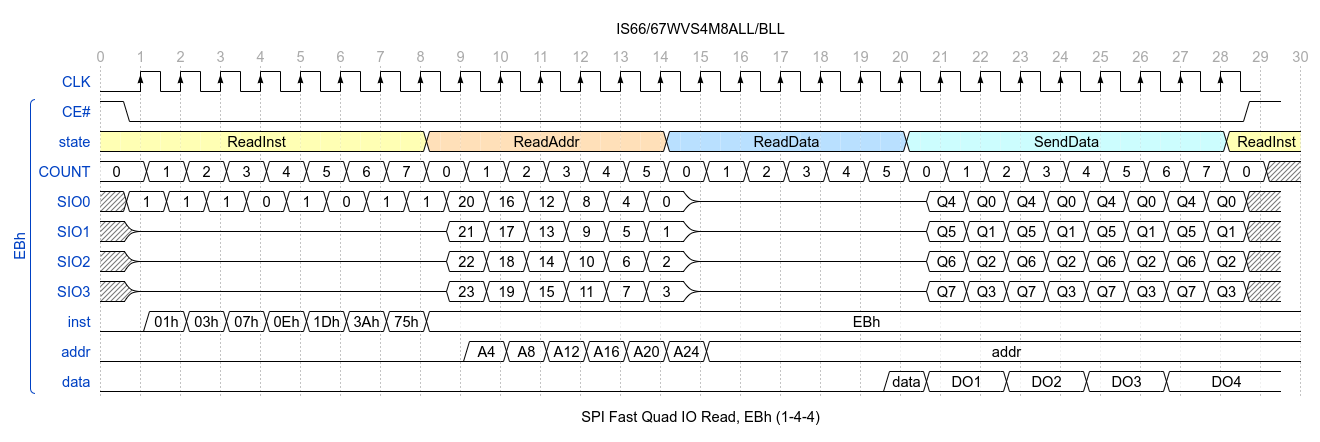 IS66/67WVS4M8ALL/BLL
0 1 2 3 4 5 6 7 8 9 10 11 12 13 14 15 16 17 18 19 20 21 22 23 24 25 26 27 28 29 30
CLK
CE#
state ReadInst ReadAddr ReadData SendData ReadInst
COUNT 0 1 2 3 4 5 6 7 0 1 2 3 4 5 0 1 2 3 4 5 0 1 2 3 4 5 6 7 0
SIO0 1 1 1 0 1 0 1 1 20 16 12 8 4 0 Q4 Q0 Q4 Q0 Q4 Q0 Q4 Q0
SIO1 21 17 13 9 5 1 Q5 Q1 Q5 Q1 Q5 Q1 Q5 Q1
EBh
SIO2 22 18 14 10 6 2 Q6 Q2 Q6 Q2 Q6 Q2 Q6 Q2
SIO3 23 19 15 11 7 3 Q7 Q3 Q7 Q3 Q7 Q3 Q7 Q3
inst 01h 03h 07h 0Eh 1Dh 3Ah 75h EBh
addr A4 A8 A12 A16 A20 A24 addr
data data DO1 DO2 DO3 DO4
SPI Fast Quad IO Read, EBh (1-4-4)